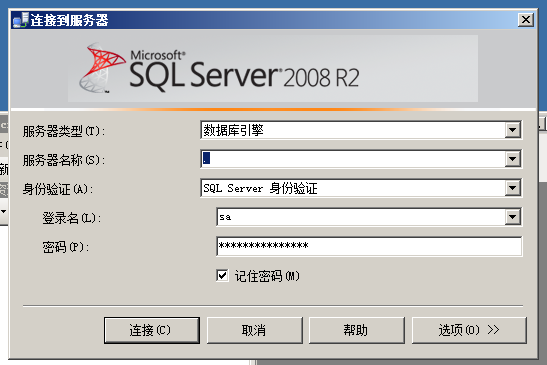 连接到服务器
Microsoft®
SQL Server® 2008 R2
服务器类型(T):
数据库引擎
服务器名称(S):
.
身份验证(A):
SQL Server 身份验证
登录名(L):
sa
密码(P):
***************
记住密码(M)
连接(C)
取消
帮助
选项(O) >>